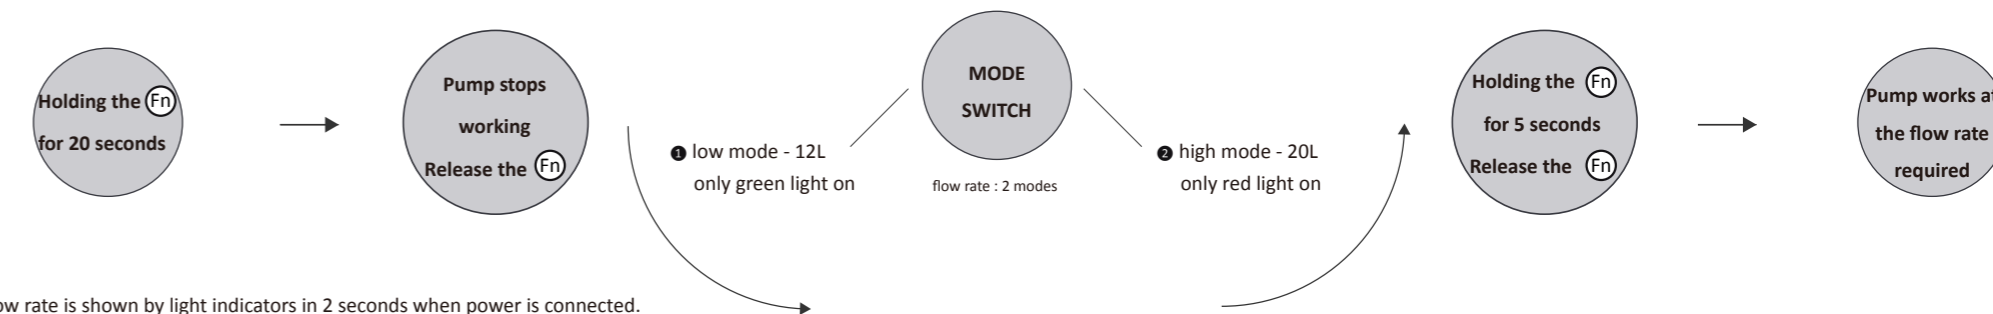 Holding the Fn
for 20 seconds
Pump stops
working
Release the Fn
MODE
SWITCH
❶ low mode - 12L
only green light on
flow rate : 2 modes
❷ high mode - 20L
only red light on
Holding the Fn
for 5 seconds
Release the Fn
Pump works at
the flow rate
required
ow rate is shown by light indicators in 2 seconds when power is connected.